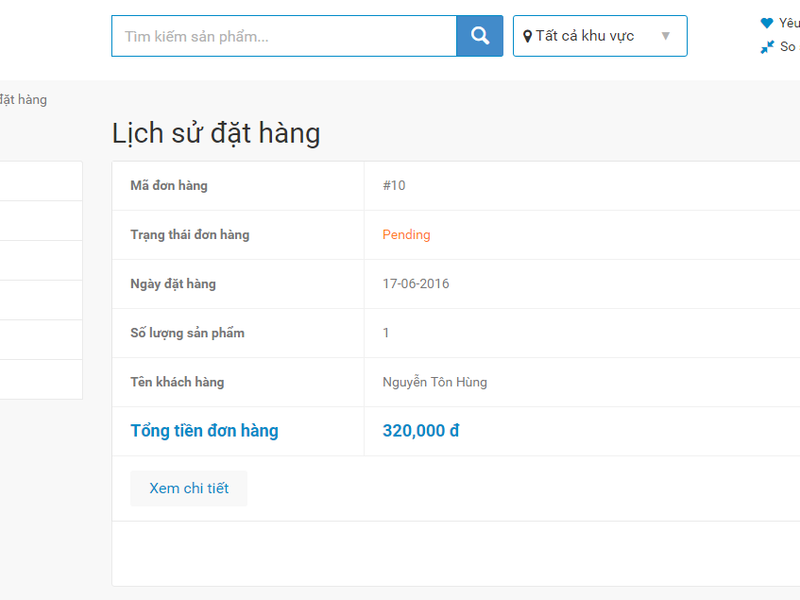 Tìm kiếm sản phẩm...
Tất cả khu vực
Yêu
So
đặt hàng
Lịch sử đặt hàng
Mã đơn hàng #10
Trạng thái đơn hàng Pending
Ngày đặt hàng 17-06-2016
Số lượng sản phẩm 1
Tên khách hàng Nguyễn Tôn Hùng
Tổng tiền đơn hàng 320,000 đ
Xem chi tiết